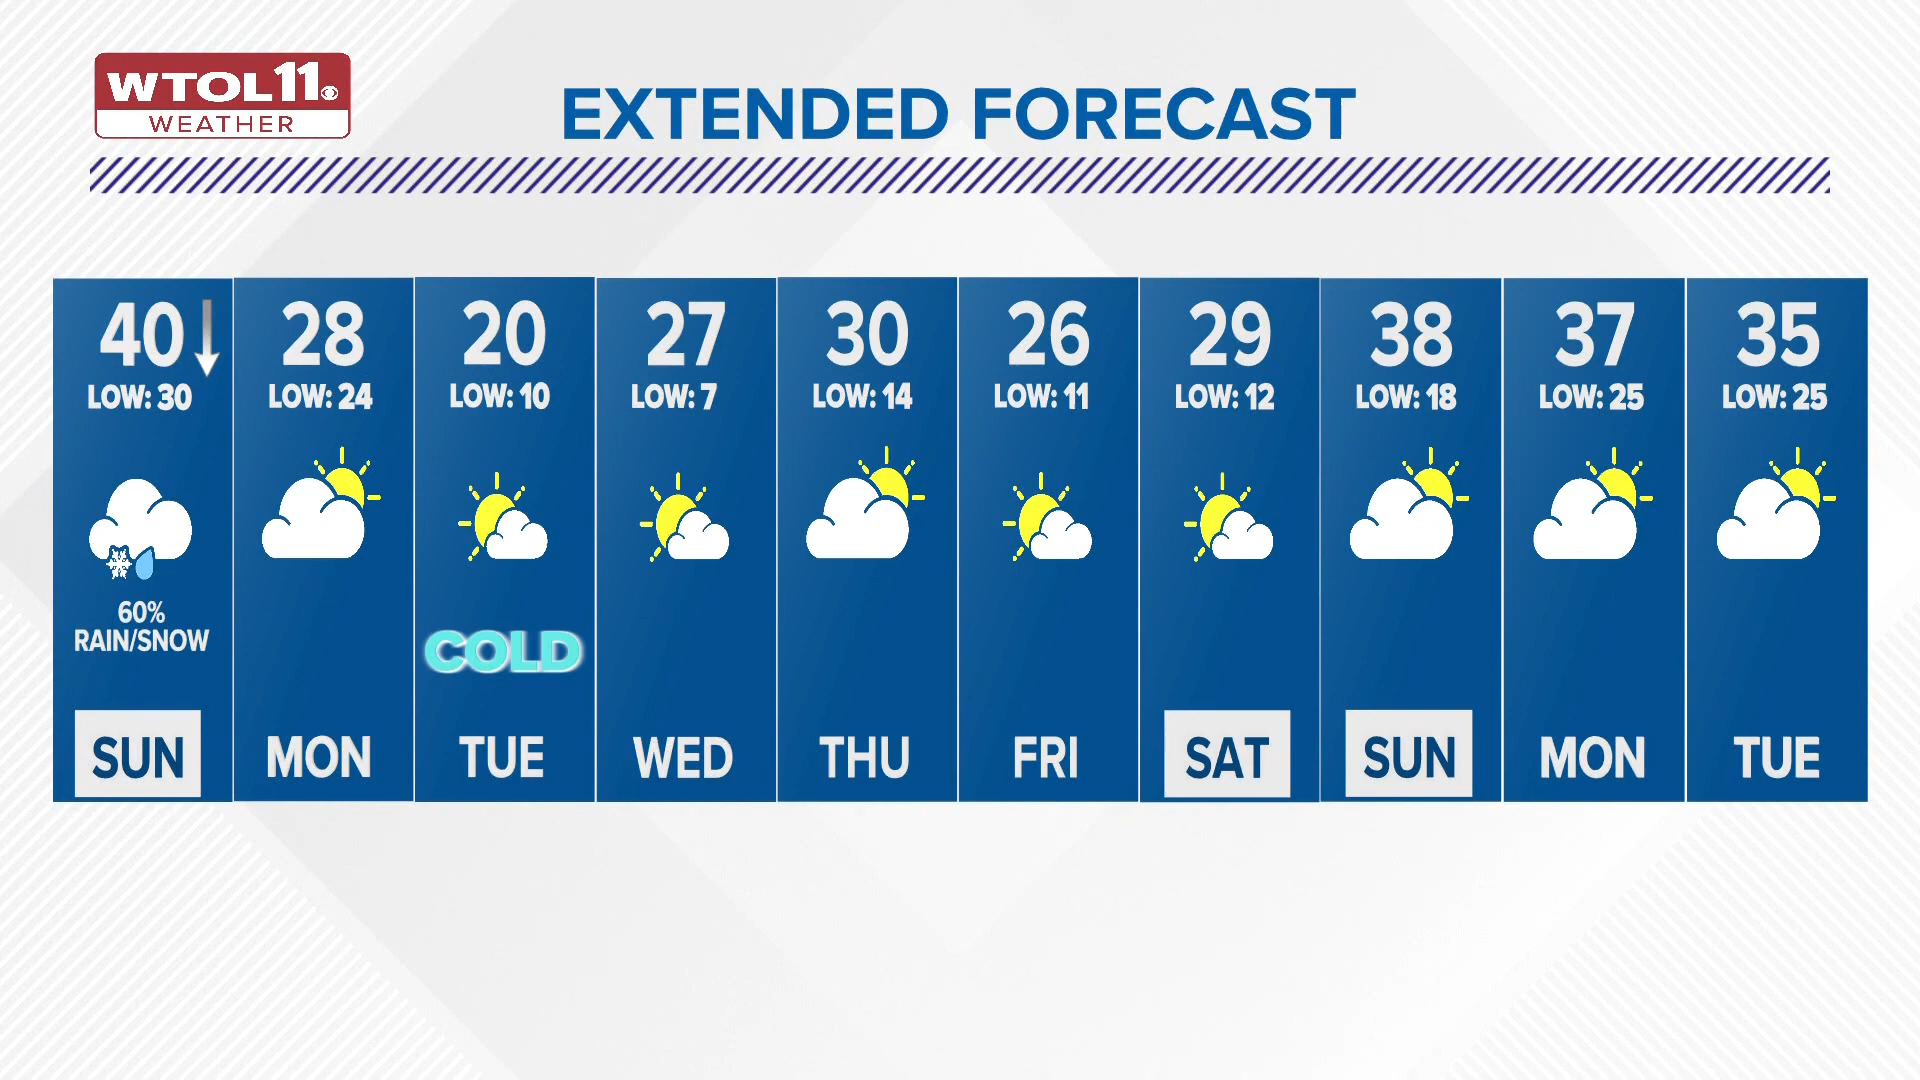 WTOL11
WEATHER
EXTENDED FORECAST
40
LOW: 30
60%
RAIN/SNOW
SUN
28
LOW: 24
MON
20
LOW: 10
COLD
TUE
27
LOW: 7
WED
30
LOW: 14
THU
26
LOW: 11
FRI
29
LOW: 12
SAT
38
LOW: 18
SUN
37
LOW: 25
MON
35
LOW: 25
TUE